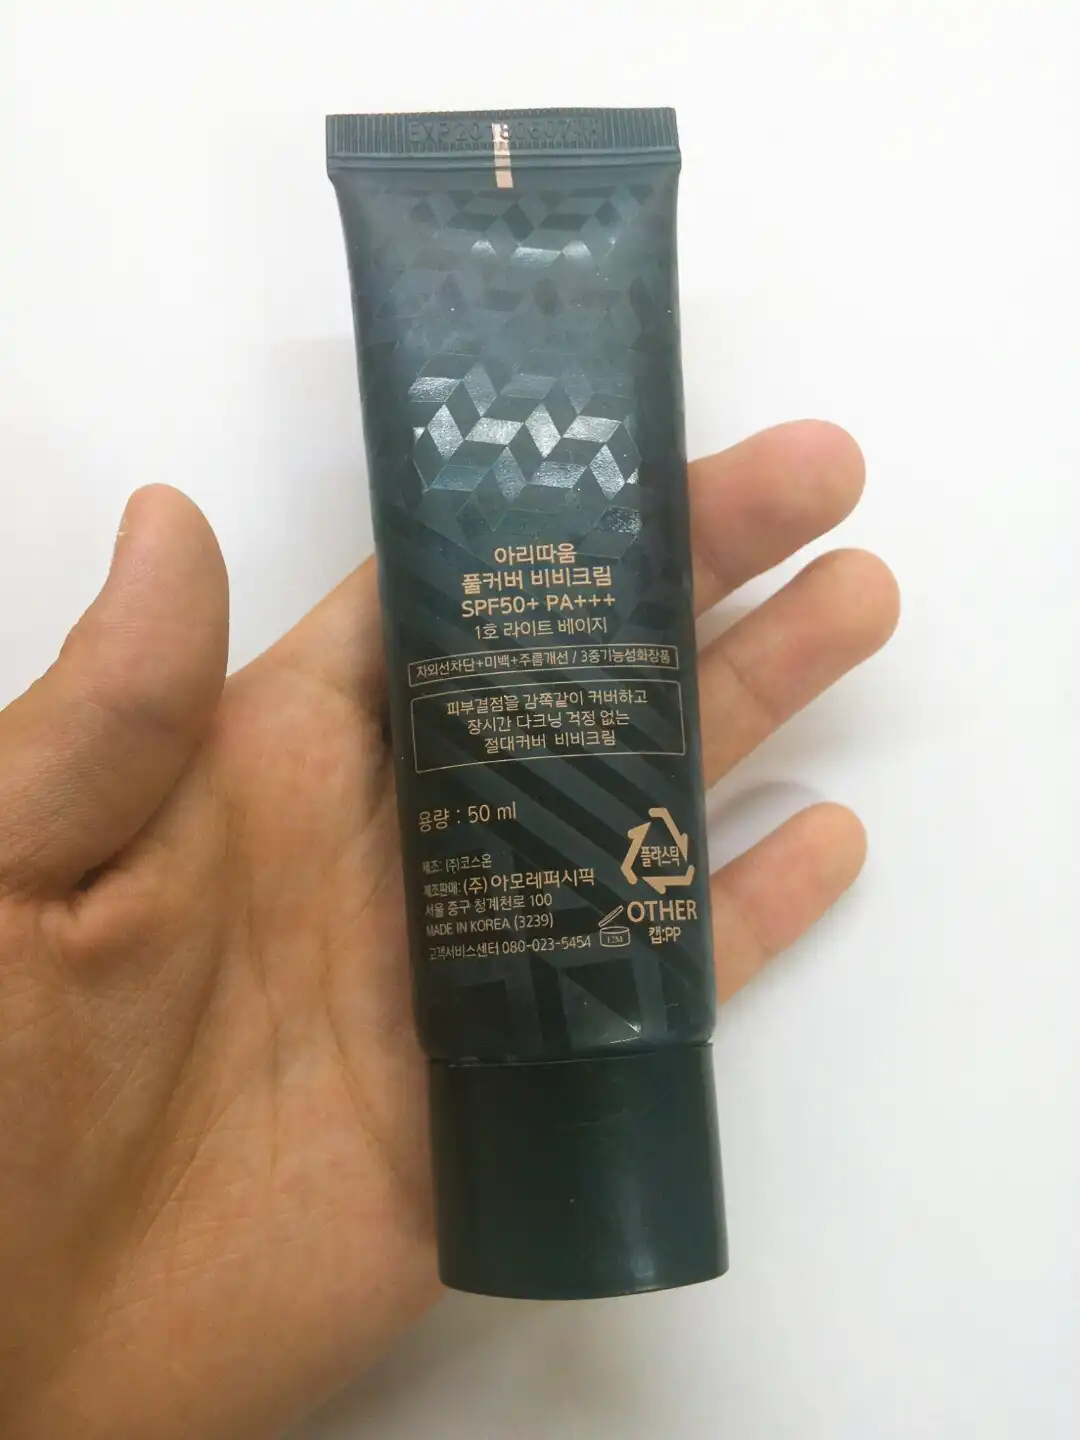 EXP20180607
아리따움
풀커버 비비크림
SPF50+ PA+++
1호 라이트 베이지
자외선차단+미백+주름개선 / 3중기능성화장품
피부결점을 감쪽같이 커버하고
장시간 다크닝 걱정 없는
절대커버 비비크림
용량 : 50 ml
제조: (주)코스온
제조판매: (주)아모레퍼시픽
서울 중구 청계천로 100
MADE IN KOREA (3239)
고객서비스센터 080-023-5454
12M
플라스틱
OTHER
캡:PP